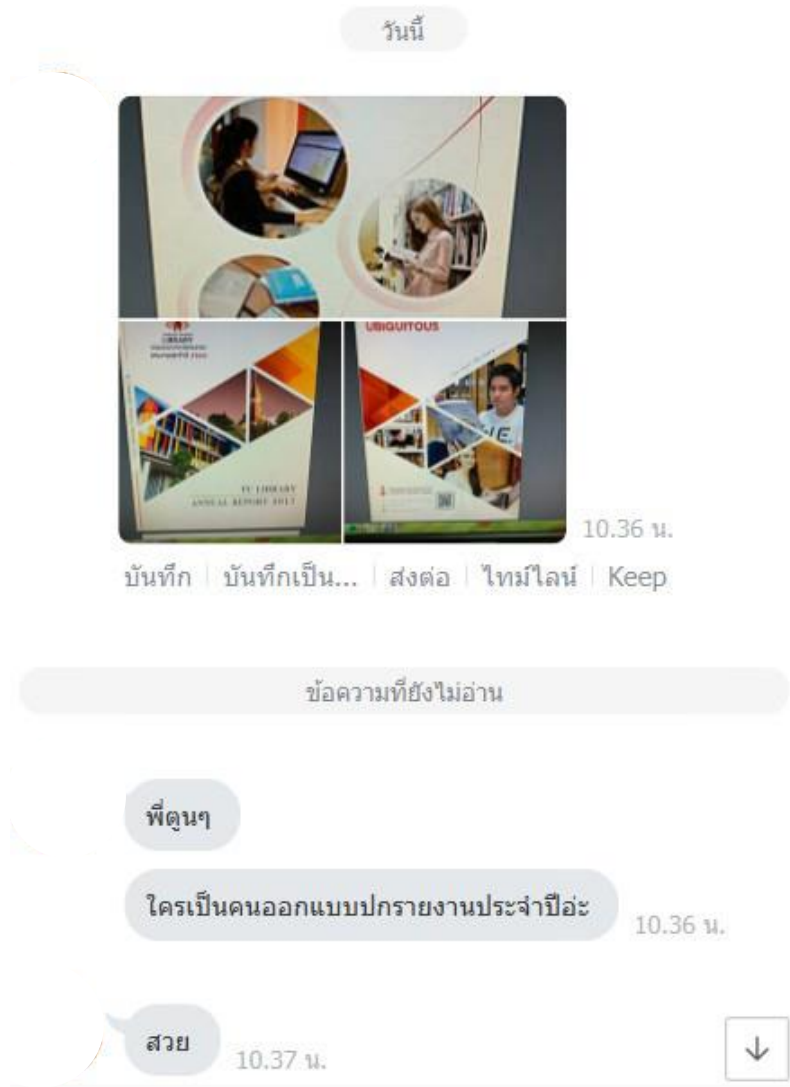 วันนี้
LIBRARY
UBIQUITOUS
TU LIBRARY
ANNUAL REPORT 2017
10.36 น.
บันทึก | บันทึกเป็น... | ส่งต่อ | ไทม์ไลน์ | Keep
ข้อความที่ยังไม่อ่าน
พี่ตูนๆ
ใครเป็นคนออกแบบปกรายงานประจำปีอ่ะ
10.36 น.
สวย
10.37 น.